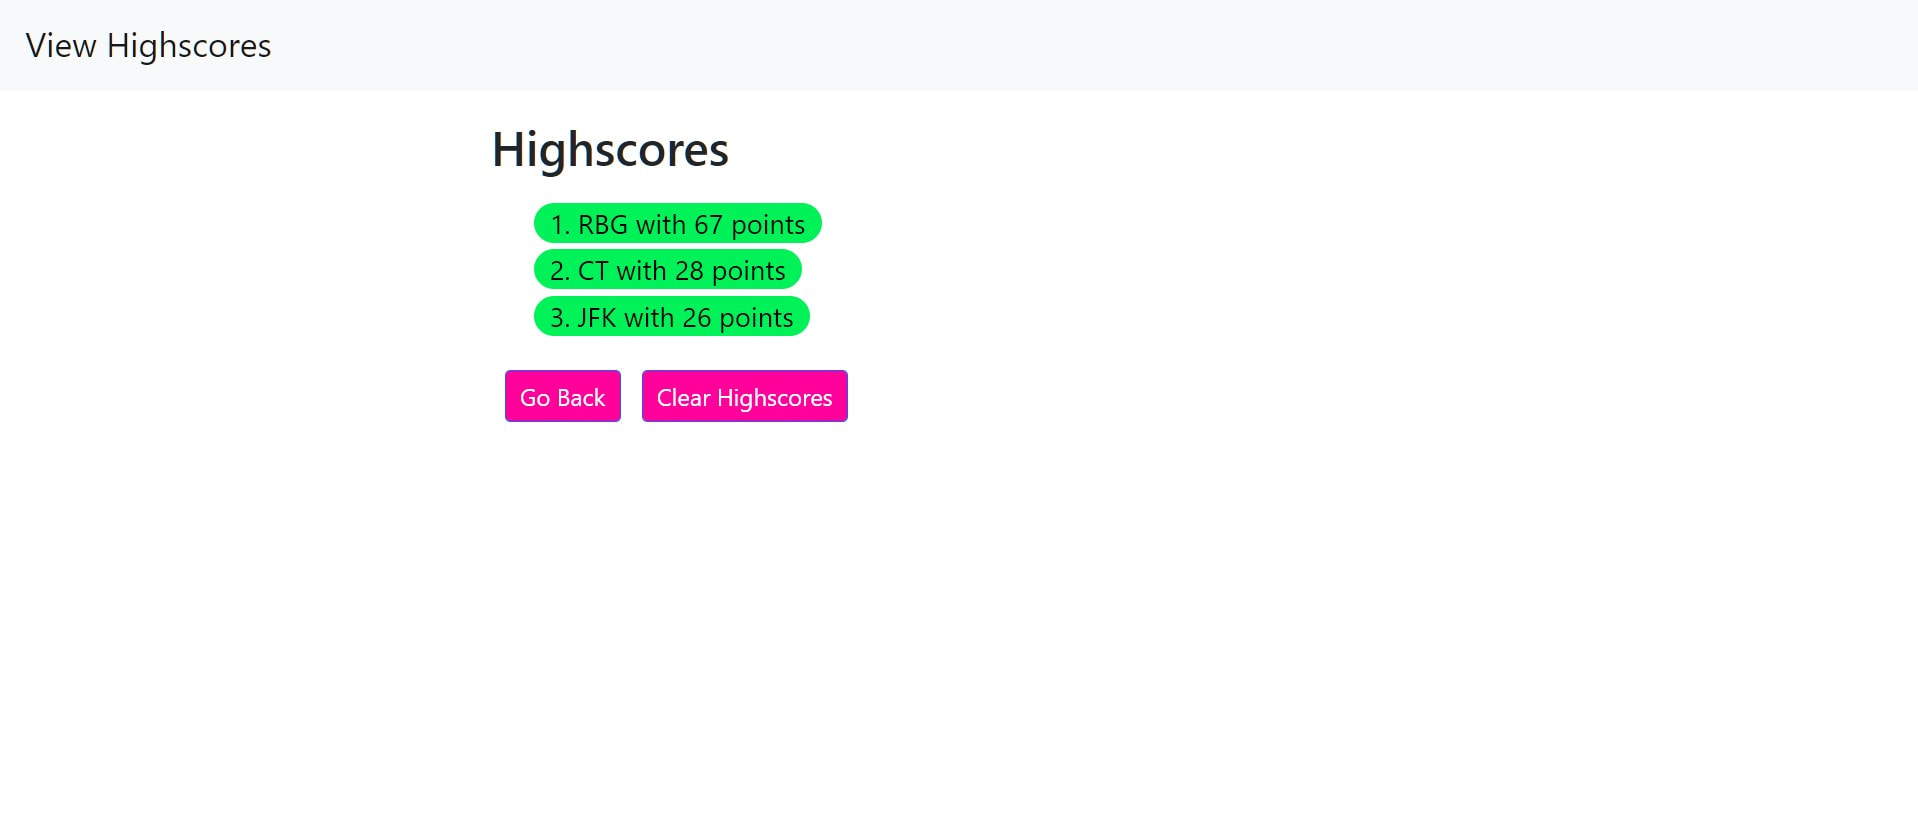 View Highscores
Highscores
1. RBG with 67 points
2. CT with 28 points
3. JFK with 26 points
Go Back Clear Highscores